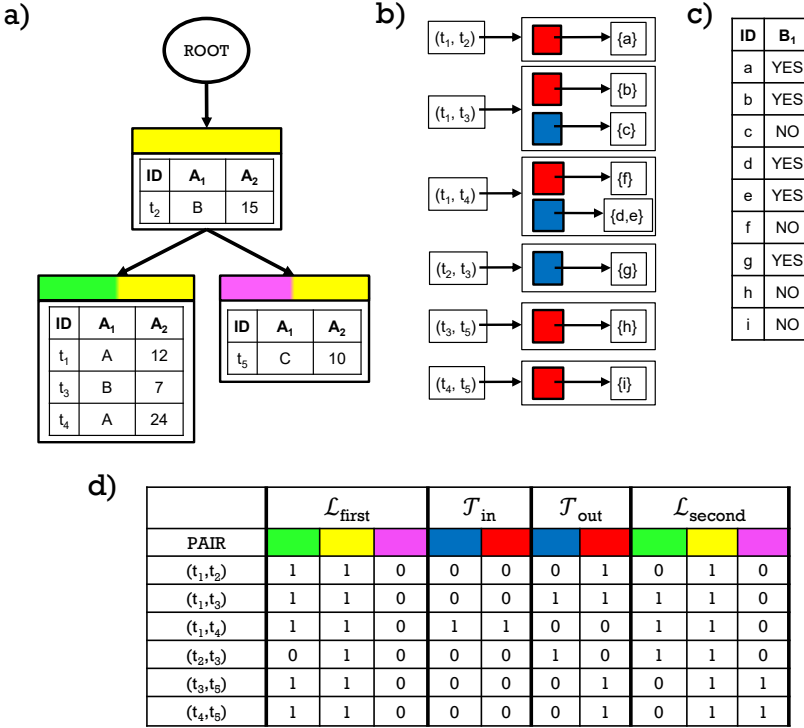 a)
ROOT
ID A₁ A₂
t₂ B 15
ID A₁ A₂
t₁ A 12
t₃ B 7
t₄ A 24
ID A₁ A₂
t₅ C 10
b)
(t₁, t₂) {a}
(t₁, t₃) {b}
{c}
(t₁, t₄) {f}
{d,e}
(t₂, t₃) {g}
(t₃, t₅) {h}
(t₄, t₅) {i}
c)
ID B₁
a YES
b YES
c NO
d YES
e YES
f NO
g YES
h NO
i NO
d)
ℒfirst 𝒯in 𝒯out ℒsecond
PAIR
(t₁,t₂) 1 1 0 0 0 0 1 0 1 0
(t₁,t₃) 1 1 0 0 0 1 1 1 1 0
(t₁,t₄) 1 1 0 1 1 0 0 1 1 0
(t₂,t₃) 0 1 0 0 0 1 0 1 1 0
(t₃,t₅) 1 1 0 0 0 0 1 0 1 1
(t₄,t₅) 1 1 0 0 0 0 1 0 1 1